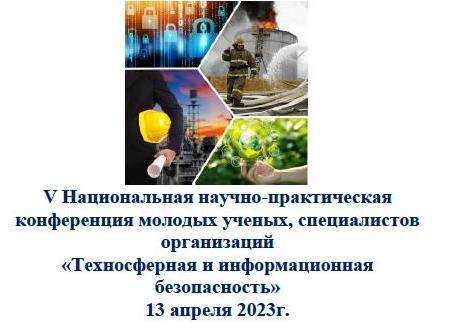 V Национальная научно-практическая
конференция молодых ученых, специалистов
организаций
«Техносферная и информационная
безопасность»
13 апреля 2023г.